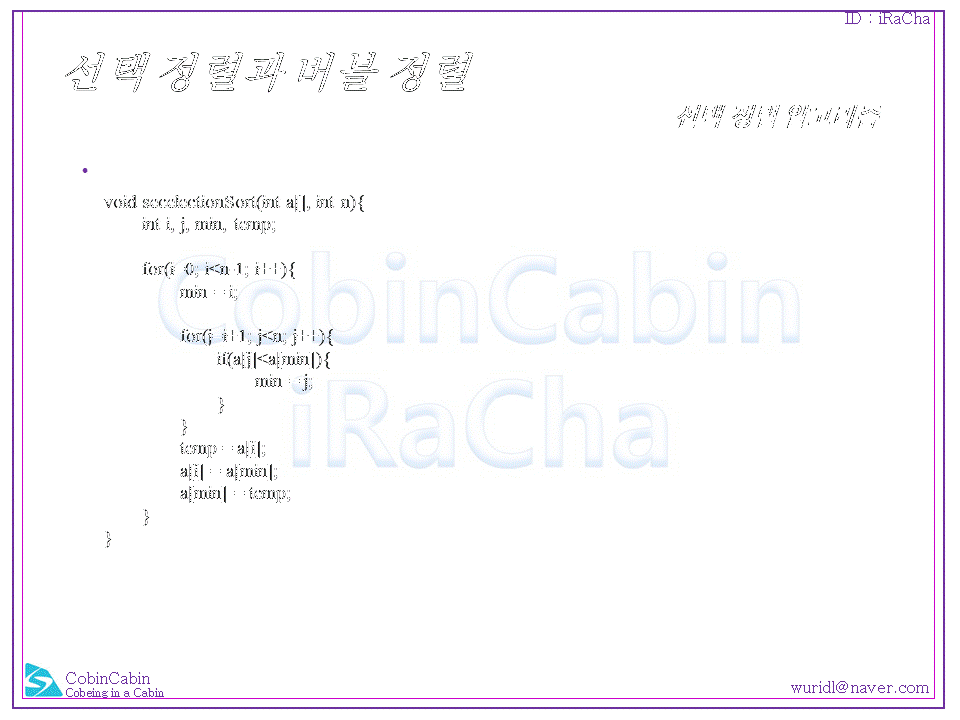 ID : iRaCha
선택 정렬과 버블 정렬
선택 정렬 알고리즘
•
void seeelectionSort(int a[], int n){
int i, j, min, temp;
for(i=0; i<n-1; i++){
min = i;
for(j=i+1; j<n; j++){
if(a[j]<a[min]){
min = j;
}
}
temp = a[i];
a[i] = a[min];
a[min] = temp;
}
}
CobinCabin
iRaCha
CobinCabin
Cobeing in a Cabin
wuridl@naver.com